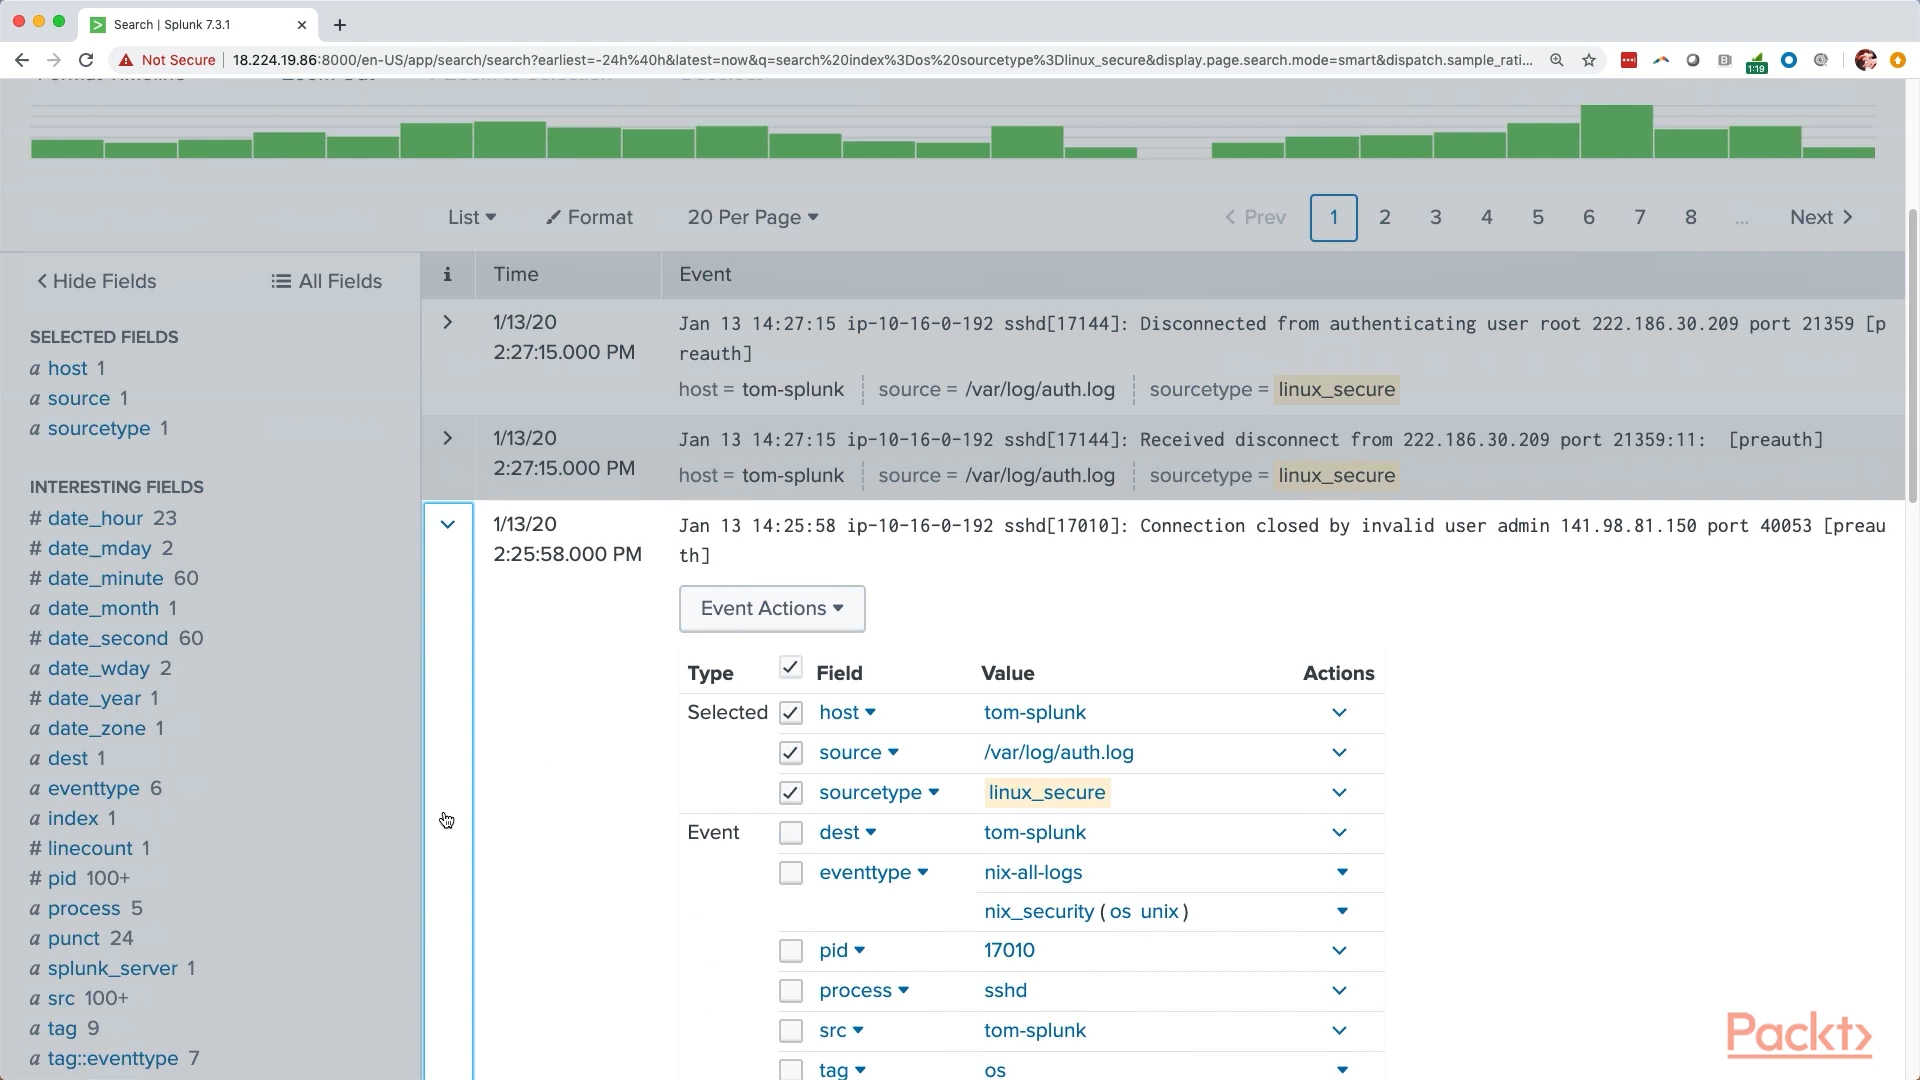 Search | Splunk 7.3.1
Not Secure 18.224.19.86:8000/en-US/app/search/search?earliest=-24h%40h&latest=now&q=search%20index%3Dos%20sourcetype%3Dlinux_secure&display.page.search.mode=smart&dispatch.sample_rati...
1:19
List Format 20 Per Page Prev 1 2 3 4 5 6 7 8 ... Next
Hide Fields All Fields
i Time Event
SELECTED FIELDS
a host 1
a source 1
a sourcetype 1
INTERESTING FIELDS
# date_hour 23
# date_mday 2
# date_minute 60
a date_month 1
# date_second 60
a date_wday 2
# date_year 1
a date_zone 1
a dest 1
a eventtype 6
a index 1
# linecount 1
# pid 100+
a process 5
a punct 24
a splunk_server 1
a src 100+
a tag 9
a tag::eventtype 7
1/13/20
2:27:15.000 PM
Jan 13 14:27:15 ip-10-16-0-192 sshd[17144]: Disconnected from authenticating user root 222.186.30.209 port 21359 [p
reauth]
host = tom-splunk source = /var/log/auth.log sourcetype = linux_secure
1/13/20
2:27:15.000 PM
Jan 13 14:27:15 ip-10-16-0-192 sshd[17144]: Received disconnect from 222.186.30.209 port 21359:11:  [preauth]
host = tom-splunk source = /var/log/auth.log sourcetype = linux_secure
1/13/20
2:25:58.000 PM
Jan 13 14:25:58 ip-10-16-0-192 sshd[17010]: Connection closed by invalid user admin 141.98.81.150 port 40053 [preau
th]
Event Actions
Type Field Value Actions
Selected host tom-splunk
source /var/log/auth.log
sourcetype linux_secure
Event dest tom-splunk
eventtype nix-all-logs
nix_security ( os unix )
pid 17010
process sshd
src tom-splunk
tag os
Packt